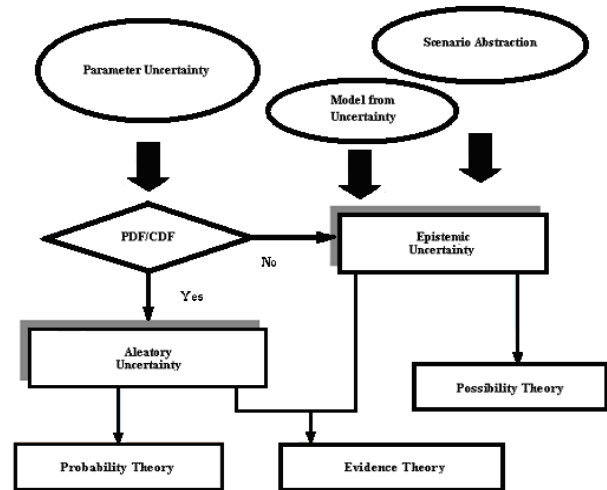 Scenario Abstraction
Parameter Uncertainty
Model from
Uncertainty
PDF/CDF
No
Epistemic
Uncertainty
Yes
Aleatory
Uncertainty
Possibility Theory
Probability Theory
Evidence Theory